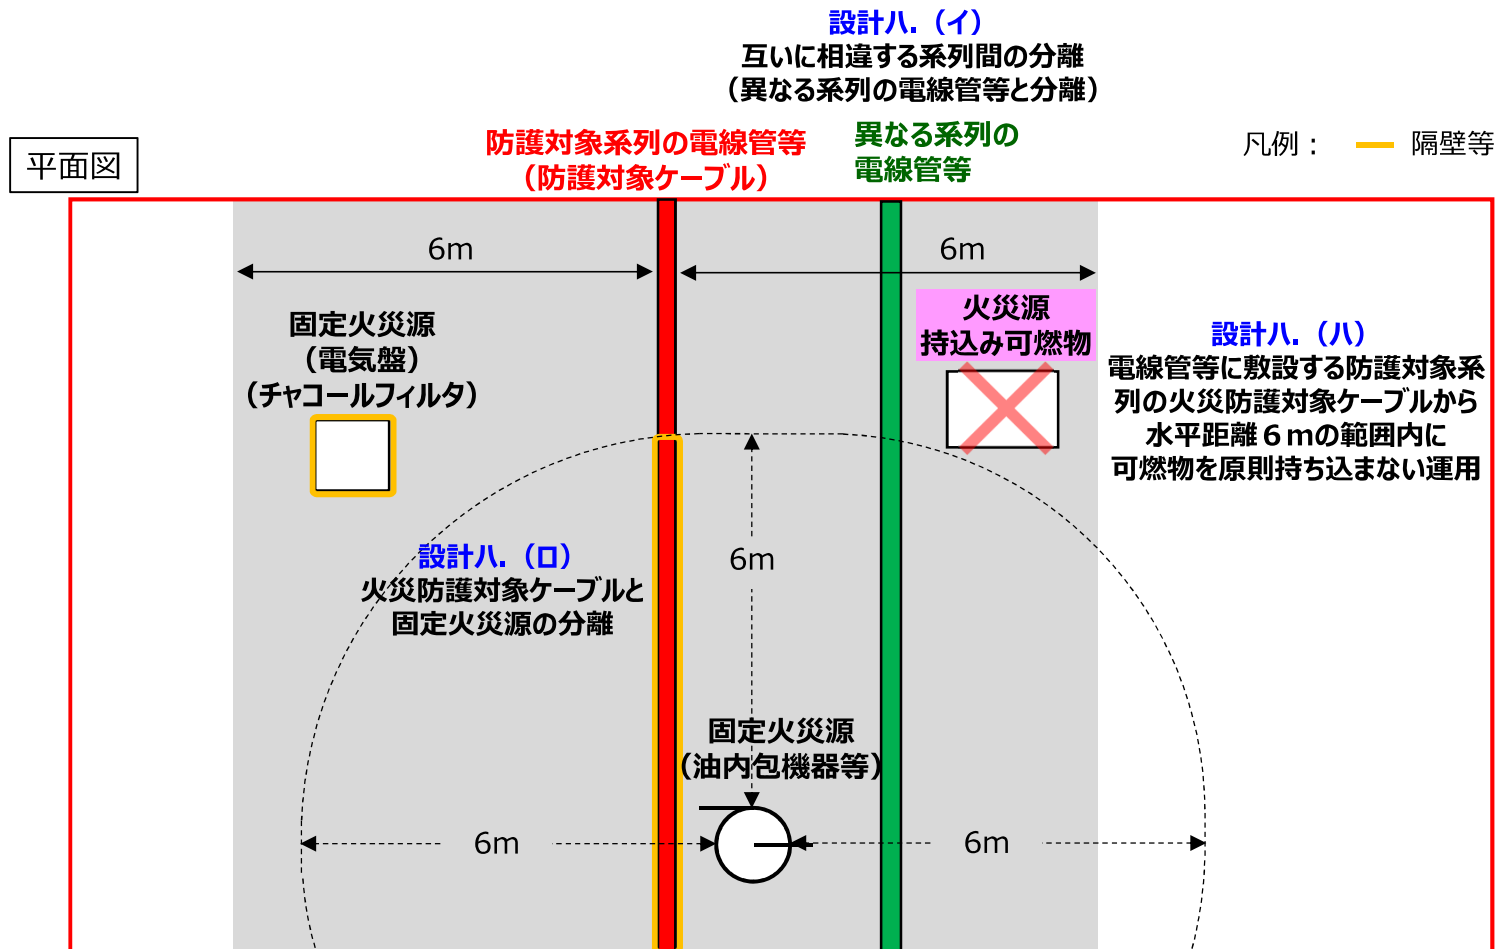 設計ハ.（イ）
互いに相違する系列間の分離
（異なる系列の電線管等と分離）
平面図
防護対象系列の電線管等
（防護対象ケーブル）
異なる系列の
電線管等
凡例：
隔壁等
6m
6m
固定火災源
（電気盤）
（チャコールフィルタ）
火災源
持込み可燃物
設計ハ.（ハ）
電線管等に敷設する防護対象系
列の火災防護対象ケーブルから
水平距離６ｍの範囲内に
可燃物を原則持ち込まない運用
設計ハ.（ロ）
火災防護対象ケーブルと
固定火災源の分離
6m
固定火災源
（油内包機器等）
6m
6m